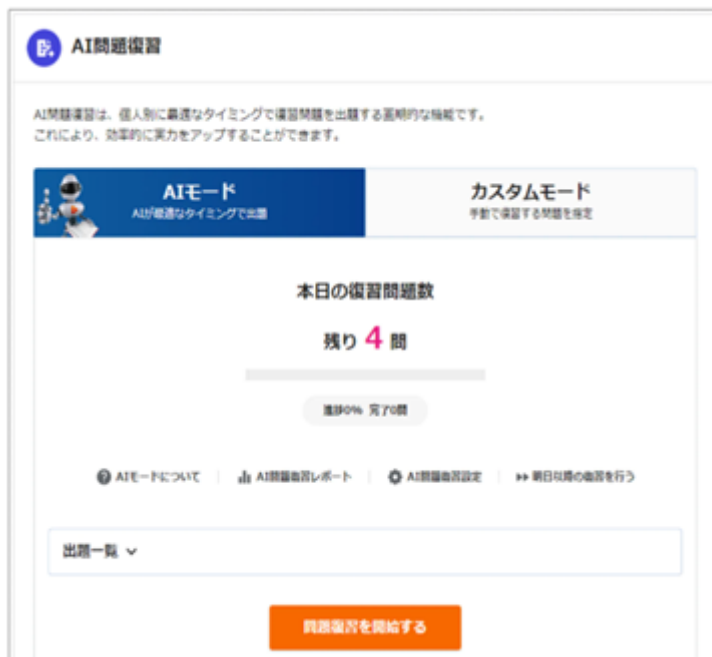 AI問題復習
AI問題復習は、個人別に最適なタイミングで復習問題を出題する画期的な機能です。
これにより、効率的に実力をアップすることができます。
AIモード
AIが最適なタイミングで出題
カスタムモード
手動で復習する問題を指定
本日の復習問題数
残り 4 問
進捗0% 完了0問
AIモードについて
AI問題復習レポート
AI問題復習設定
明日以降の復習を行う
出題一覧
問題復習を開始する